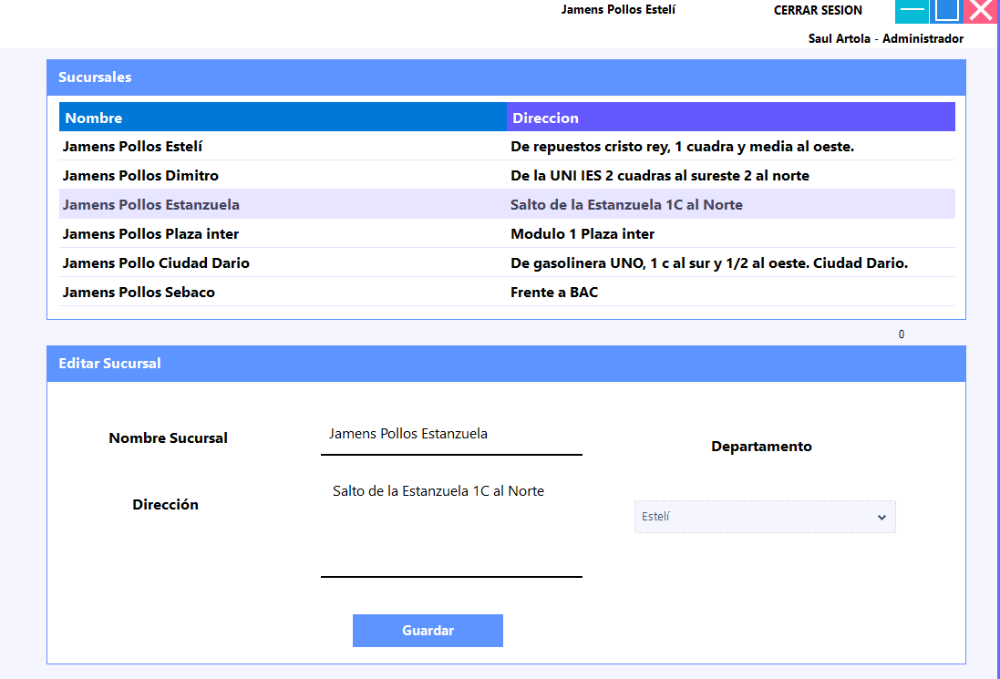 Jamens Pollos Estelí CERRAR SESION
Saul Artola - Administrador
Sucursales
Nombre Direccion
Jamens Pollos Estelí De repuestos cristo rey, 1 cuadra y media al oeste.
Jamens Pollos Dimitro De la UNI IES 2 cuadras al sureste 2 al norte
Jamens Pollos Estanzuela Salto de la Estanzuela 1C al Norte
Jamens Pollos Plaza inter Modulo 1 Plaza inter
Jamens Pollo Ciudad Dario De gasolinera UNO, 1 c al sur y 1/2 al oeste. Ciudad Dario.
Jamens Pollos Sebaco Frente a BAC
0
Editar Sucursal
Nombre Sucursal Jamens Pollos Estanzuela
Departamento
Dirección Salto de la Estanzuela 1C al Norte
Estelí
Guardar